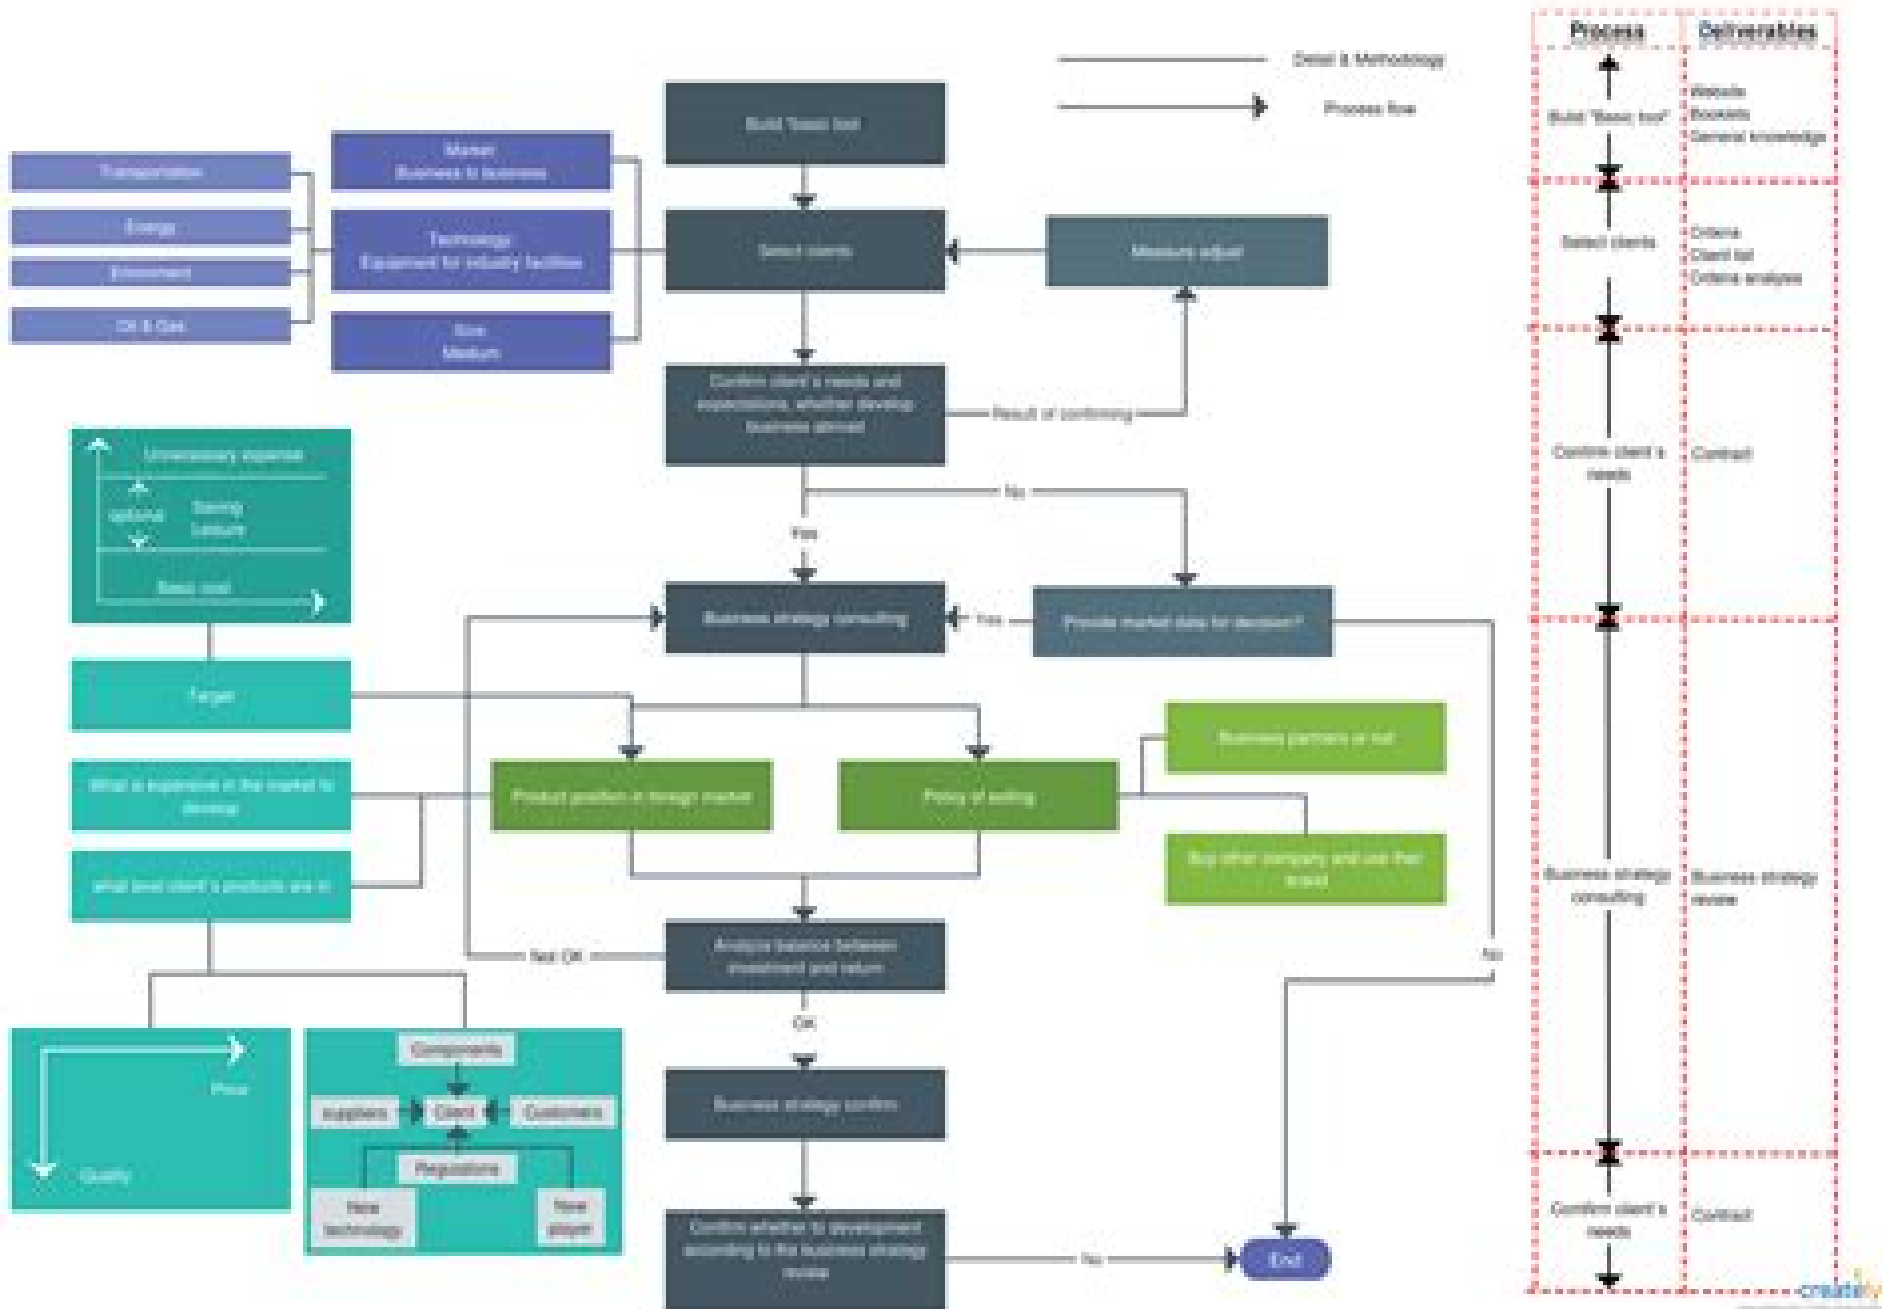 Process
Deliverables
Detail & Methodology
Process flow
Build "Basic tool"
Website
Booklets
General knowledge
Build 'basic tool
Market
Business to business
Transportation
Energy
Technology
Equipment for industry facilities
Select clients
Measure adjust
Select clients
Criteria
Client list
Criteria analysis
Oil & Gas
Size
Medium
Confirm client's needs and
expectations, whether develop
business abroad
Result of confirming
Unnecessary expense
optional
Saving
Leisure
Basic cost
No
Yes
Confirm client's
needs
Contract
Business strategy consulting
Yes
Provide market data for decision?
Target
Business partners or not
What is expensive in the market to
develop
Product position in foreign market
Policy of selling
what level client's products are in
Buy other company and use their
brand
Business strategy
consulting
Business strategy
review
Analyze balance between
investment and return
Not OK
No
OK
Price
Quality
Components
suppliers
Client
Customers
Regulations
New
technology
New
player
Business strategy confirm
Confirm whether to development
according to the business strategy
review
No
End
Confirm client's
needs
Contract
creately